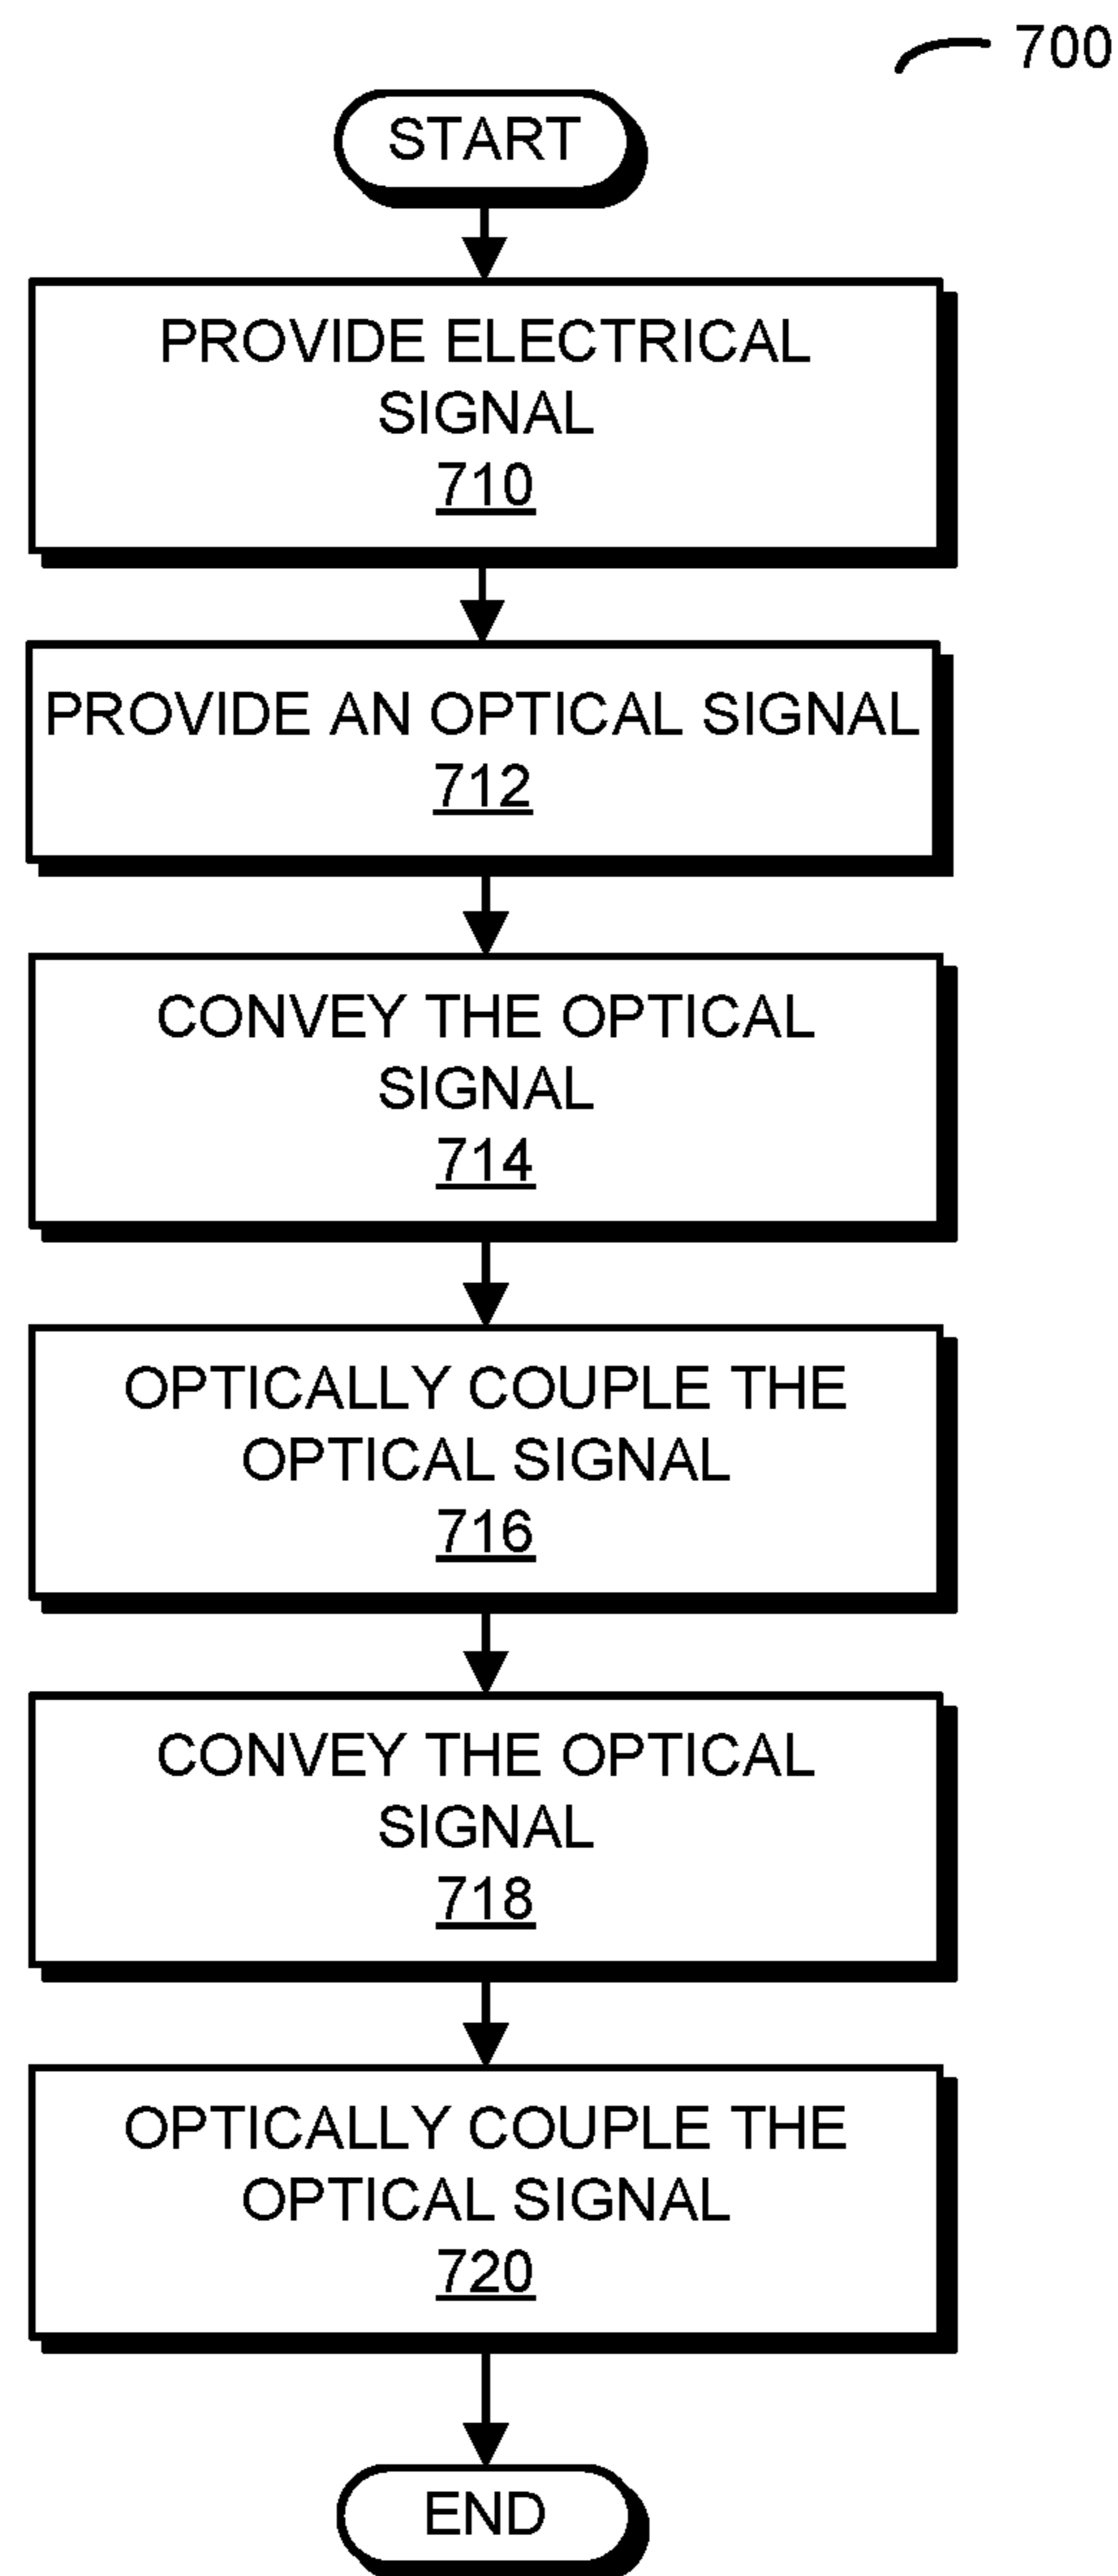 700
START
PROVIDE ELECTRICAL
SIGNAL
710
PROVIDE AN OPTICAL SIGNAL
712
CONVEY THE OPTICAL
SIGNAL
714
OPTICALLY COUPLE THE
OPTICAL SIGNAL
716
CONVEY THE OPTICAL
SIGNAL
718
OPTICALLY COUPLE THE
OPTICAL SIGNAL
720
END